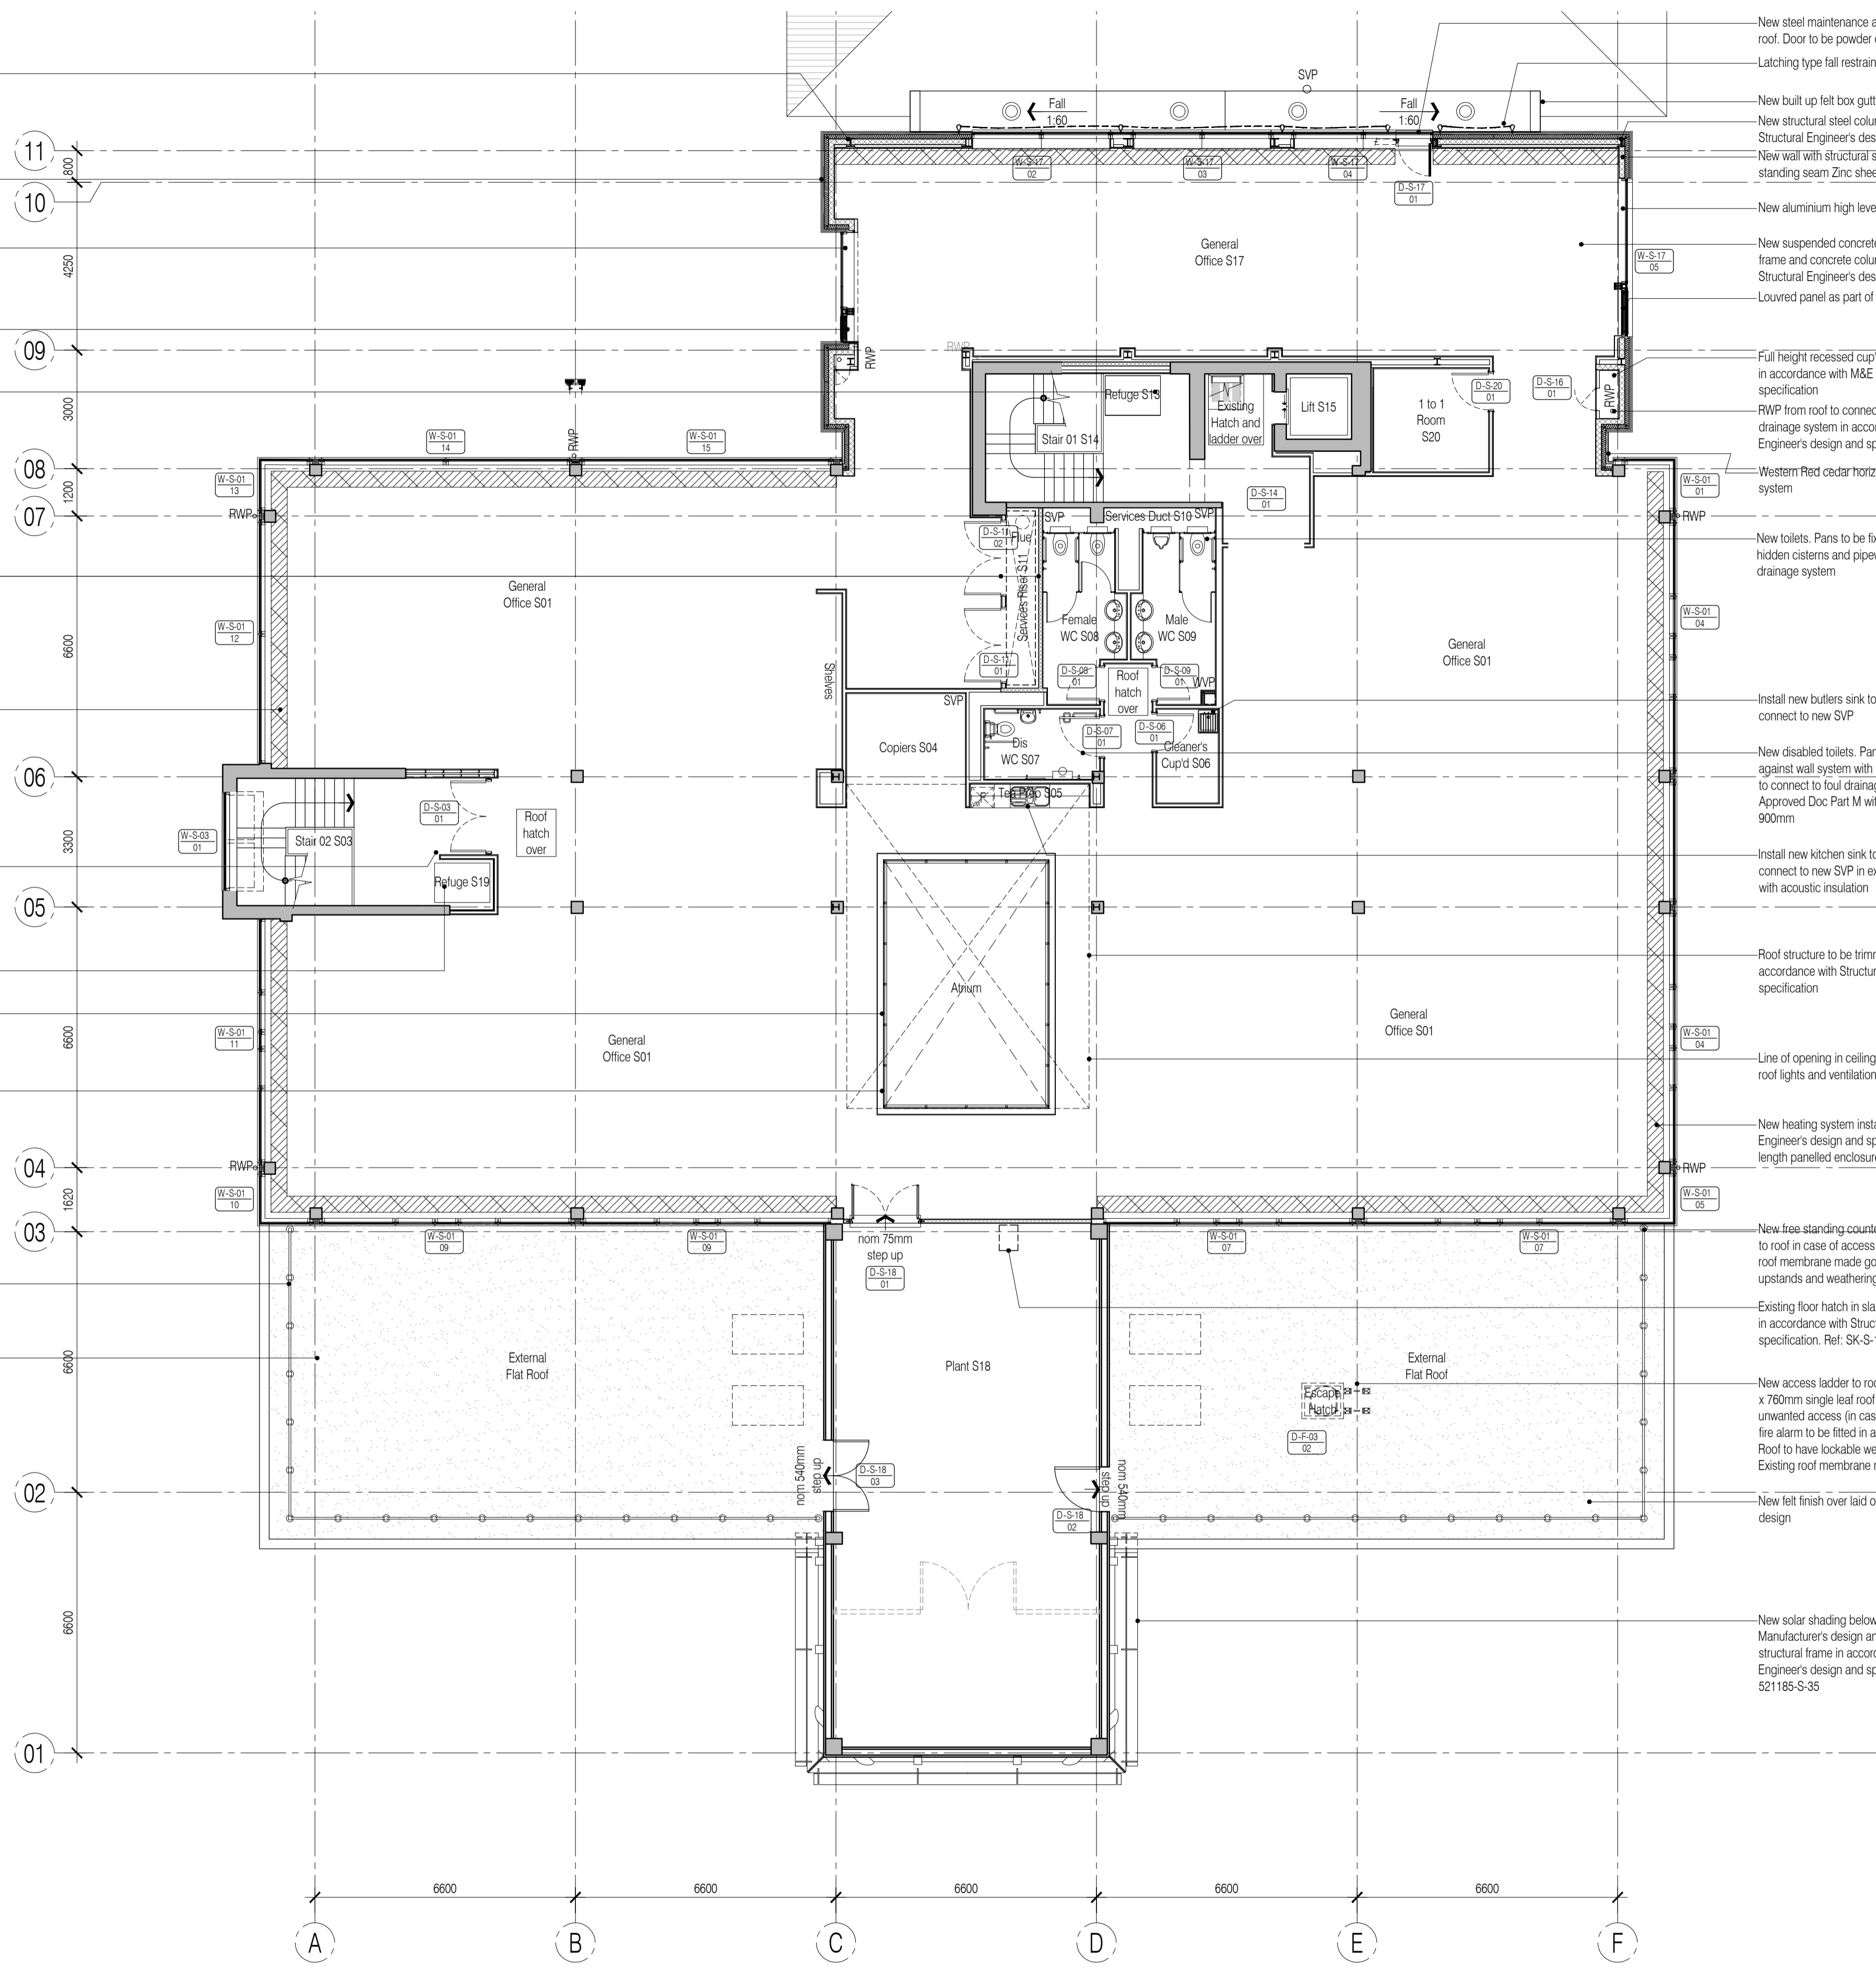 New steel maintenance a
roof. Door to be powder
SVP
Latching type fall restrain
Fall
1:60
Fall
1:60
New built up felt box gutt
11
New structural steel colu
Structural Engineer's des
800
W-S-17
02
W-S-17
03
W-S-17
04
New wall with structural s
standing seam Zinc shee
D-S-17
01
10
New aluminium high leve
General
Office S17
New suspended concrete
frame and concrete colu
Structural Engineer's des
W-S-17
05
4250
Louvred panel as part of
09
RWP
RWP
Full height recessed cup'
in accordance with M&E
specification
Refuge S13
D-S-20
01
D-S-16
01
RWP
3000
Existing
Hatch and
ladder over
Lift S15
1 to 1
Room
S20
RWP from roof to connec
drainage system in accor
Engineer's design and sp
Stair 01 S14
W-S-01
14
RWP
W-S-01
15
08
Western Red cedar horiz
system
W-S-01
13
W-S-01
01
1200
D-S-14
01
07
RWP
RWP
SVP
Services Duct S10
SVP
D-S-11
02
Flue
New toilets. Pans to be fix
hidden cisterns and pipew
drainage system
General
Office S01
Services Riser S11
W-S-01
12
W-S-01
04
Female
WC S08
Male
WC S09
6600
General
Office S01
D-S-11
01
Shelves
D-S-08
01
Roof
hatch
over
D-S-09
01
WVP
SVP
Install new butlers sink to
connect to new SVP
Copiers S04
Dis
WC S07
D-S-07
01
D-S-06
01
Cleaner's
Cup'd S06
New disabled toilets. Pan
against wall system with
to connect to foul drainag
Approved Doc Part M wit
900mm
06
Tea Prep S05
D-S-03
01
Roof
hatch
over
W-S-03
01
Stair 02 S03
3300
Install new kitchen sink to
connect to new SVP in ex
with acoustic insulation
Refuge S19
05
Roof structure to be trimm
accordance with Structur
specification
Atrium
General
Office S01
General
Office S01
6600
W-S-01
11
W-S-01
04
Line of opening in ceiling
roof lights and ventilation
New heating system insta
Engineer's design and sp
length panelled enclosure
04
RWP
RWP
1620
W-S-01
10
W-S-01
05
03
W-S-01
09
W-S-01
09
nom 75mm
step up
D-S-18
01
W-S-01
07
W-S-01
07
New free standing counte
to roof in case of access
roof membrane made go
upstands and weathering
Existing floor hatch in sla
in accordance with Struct
specification. Ref: SK-S-
6600
External
Flat Roof
Plant S18
External
Flat Roof
Escape
Hatch
New access ladder to roo
x 760mm single leaf roof
unwanted access (in cas
fire alarm to be fitted in a
Roof to have lockable we
Existing roof membrane
D-F-03
02
nom 540mm
step up
D-S-18
03
nom 540mm
step up
02
D-S-18
02
New felt finish over laid o
design
6600
New solar shading below
Manufacturer's design an
structural frame in accord
Engineer's design and sp
521185-S-35
01
6600
6600
6600
6600
6600
A
B
C
D
E
F